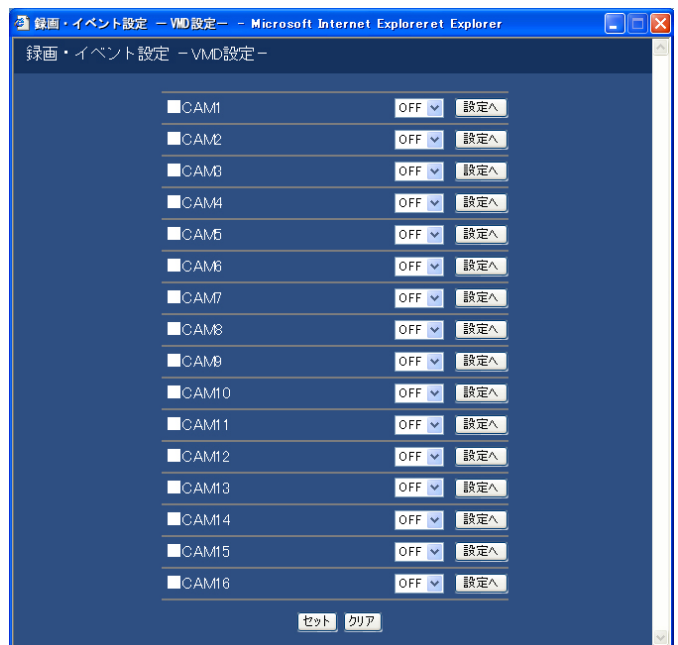 録画・イベント設定 －VMD設定－ - Microsoft Internet Exploreret Explorer
録画・イベント設定 －VMD設定－
CAM1 OFF 設定へ
CAM2 OFF 設定へ
CAM3 OFF 設定へ
CAM4 OFF 設定へ
CAM5 OFF 設定へ
CAM6 OFF 設定へ
CAM7 OFF 設定へ
CAM8 OFF 設定へ
CAM9 OFF 設定へ
CAM10 OFF 設定へ
CAM11 OFF 設定へ
CAM12 OFF 設定へ
CAM13 OFF 設定へ
CAM14 OFF 設定へ
CAM15 OFF 設定へ
CAM16 OFF 設定へ
セット クリア